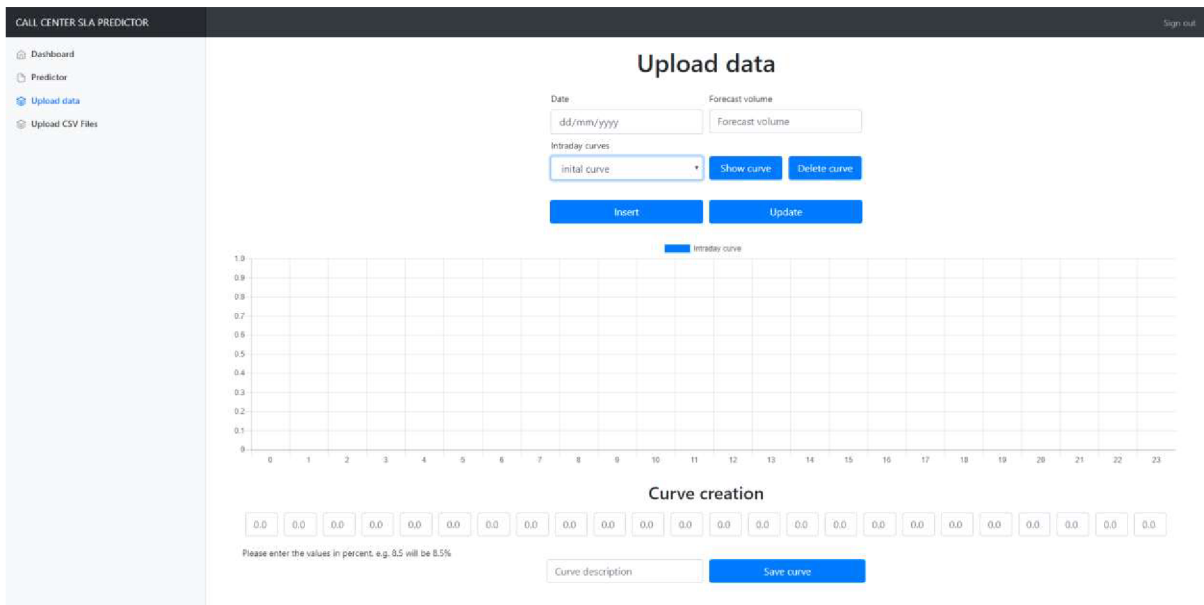 CALL CENTER SLA PREDICTOR
Sign out
Dashboard
Predictor
Upload data
Upload CSV Files
Upload data
Date
Forecast volume
dd/mm/yyyy
Forecast volume
Intraday curves
inital curve
Show curve
Delete curve
Insert
Update
Intraday curve
1.0
0.9
0.8
0.7
0.6
0.5
0.4
0.3
0.2
0.1
0
0 1 2 3 4 5 6 7 8 9 10 11 12 13 14 15 16 17 18 19 20 21 22 23
Curve creation
0.0 0.0 0.0 0.0 0.0 0.0 0.0 0.0 0.0 0.0 0.0 0.0 0.0 0.0 0.0 0.0 0.0 0.0 0.0 0.0 0.0 0.0 0.0 0.0
Please enter the values in percent. e.g. 8.5 will be 8.5%
Curve description
Save curve